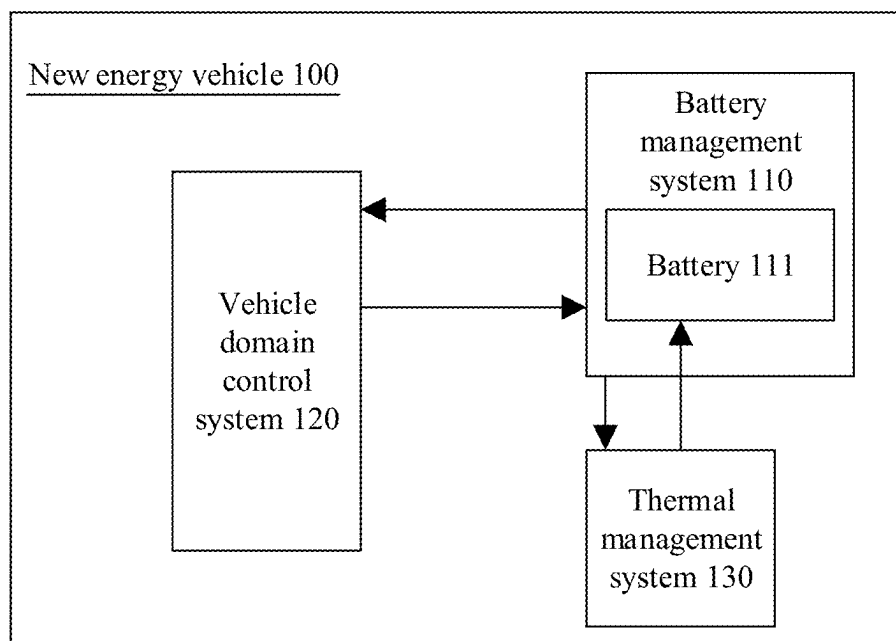 New energy vehicle 100
Battery
management
system 110
Battery 111
Vehicle
domain
control
system 120
Thermal
management
system 130